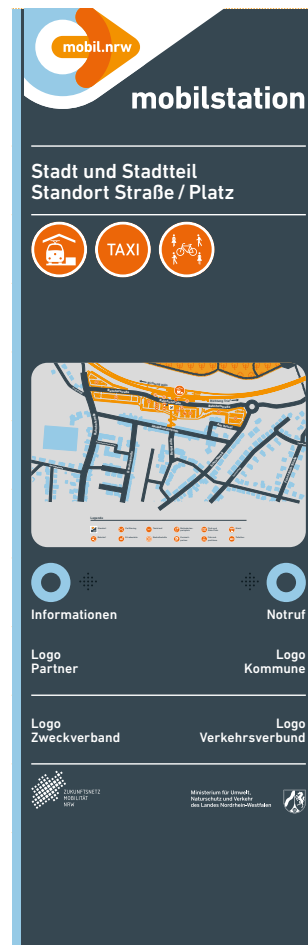 mobil.nrw
mobilstation
Stadt und Stadtteil
Standort Straße / Platz
TAXI
Informationen
Notruf
Logo
Partner
Logo
Kommune
Logo
Zweckverband
Logo
Verkehrsverbund
ZUKUNFTSNETZ
MOBILITÄT
NRW
Ministerium für Umwelt,
Naturschutz und Verkehr
des Landes Nordrhein-Westfalen